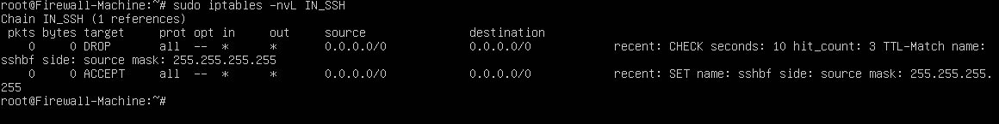 root@Firewall-Machine:~# sudo iptables -nvL IN_SSH
Chain IN_SSH (1 references)
 pkts bytes target     prot opt in     out     source               destination
    0     0 DROP       all  --  *      *       0.0.0.0/0            0.0.0.0/0            recent: CHECK seconds: 10 hit_count: 3 TTL-Match name:
sshbf side: source mask: 255.255.255.255
    0     0 ACCEPT     all  --  *      *       0.0.0.0/0            0.0.0.0/0            recent: SET name: sshbf side: source mask: 255.255.255.
255
root@Firewall-Machine:~#